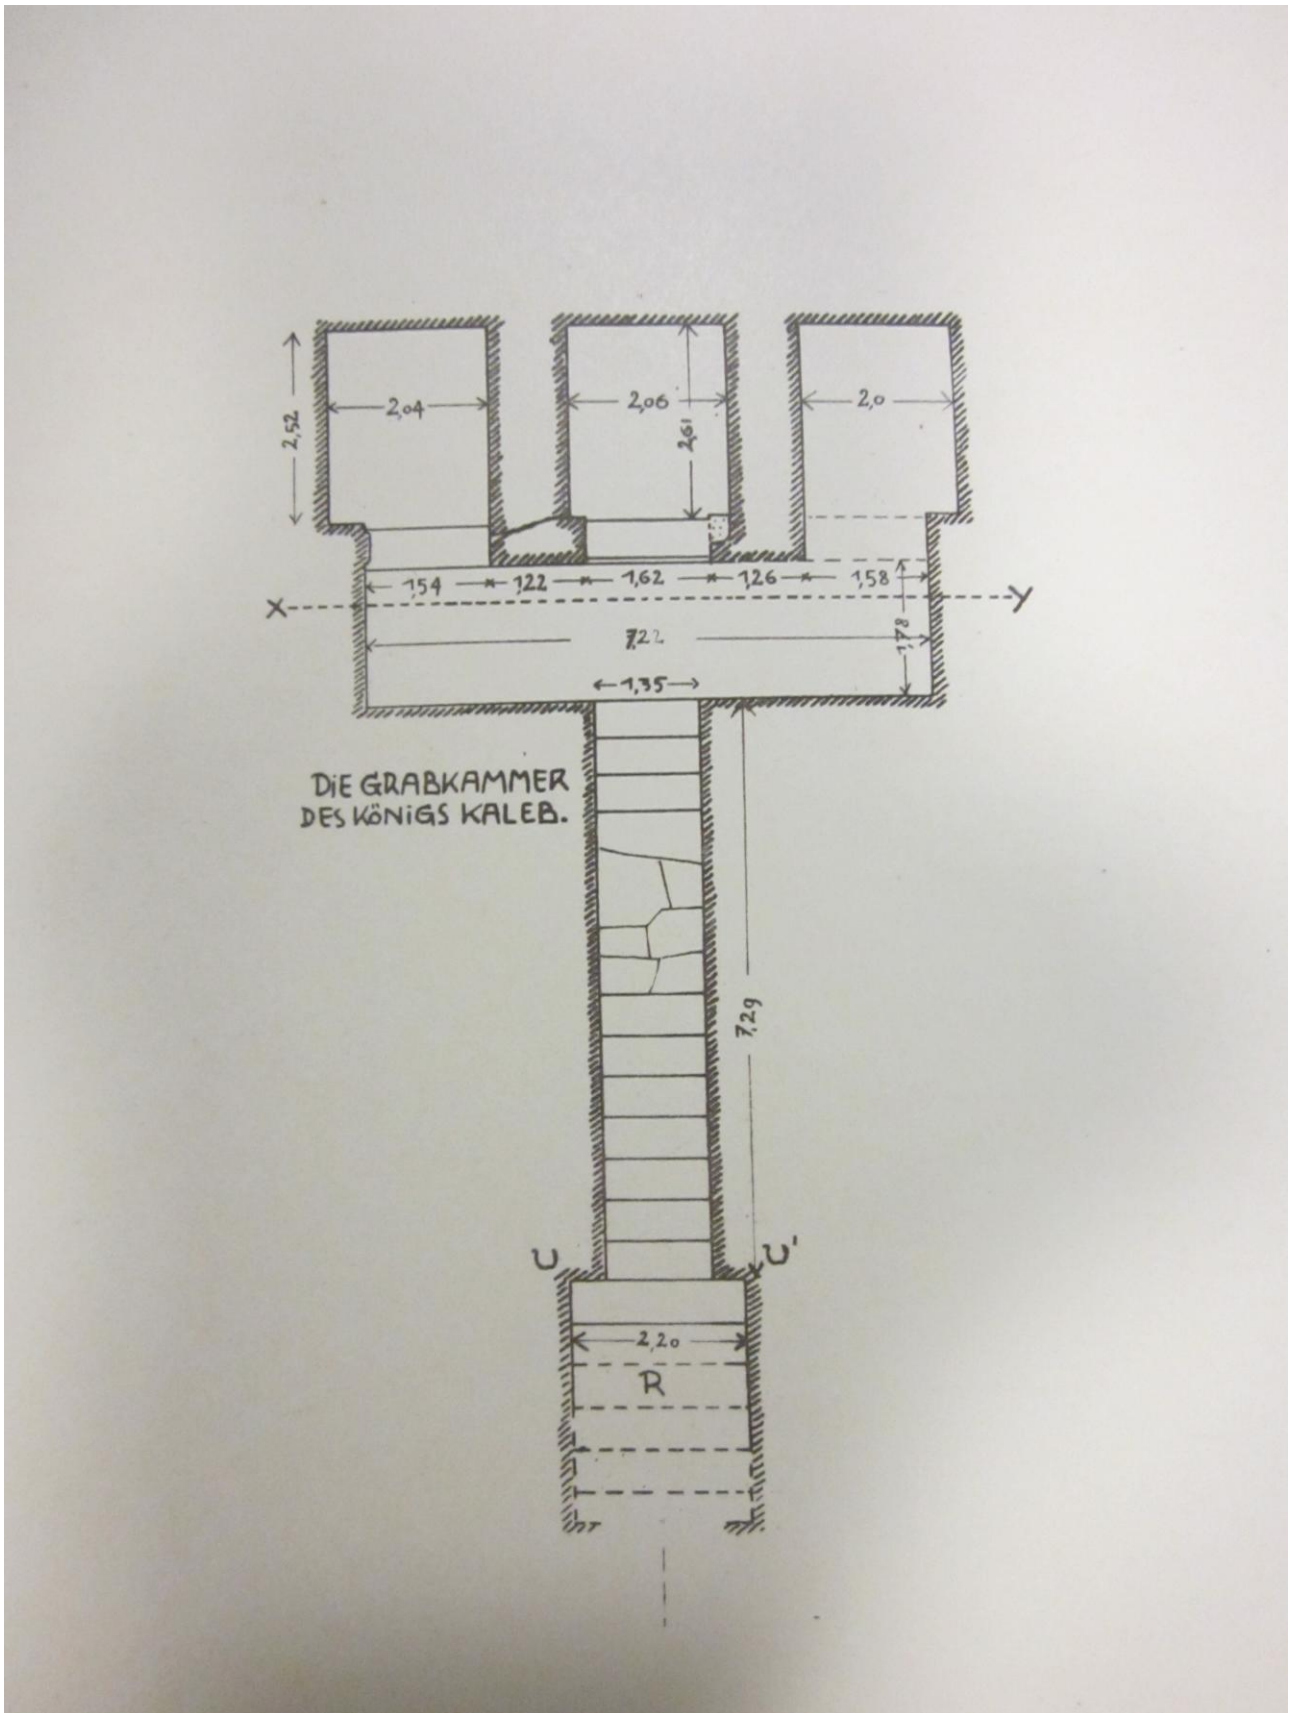 2,52
2,04
2,06
2,61
2,0
1,54
1,22
1,62
1,26
1,58
X
Y
7,22
1,78
1,35
DiE GRABKAMMER
DES KÖNiGS KALEB.
7,29
U
U'
2,20
R